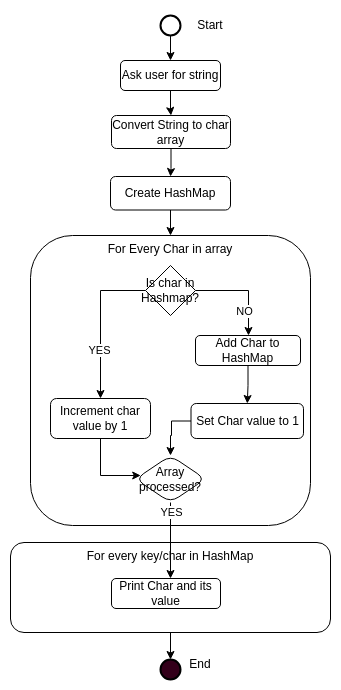 Start
Ask user for string
Convert String to char
array
Create HashMap
For Every Char in array
Is char in
Hashmap?
YES
NO
Add Char to
HashMap
Increment char
value by 1
Set Char value to 1
Array
processed?
YES
For every key/char in HashMap
Print Char and its
value
End